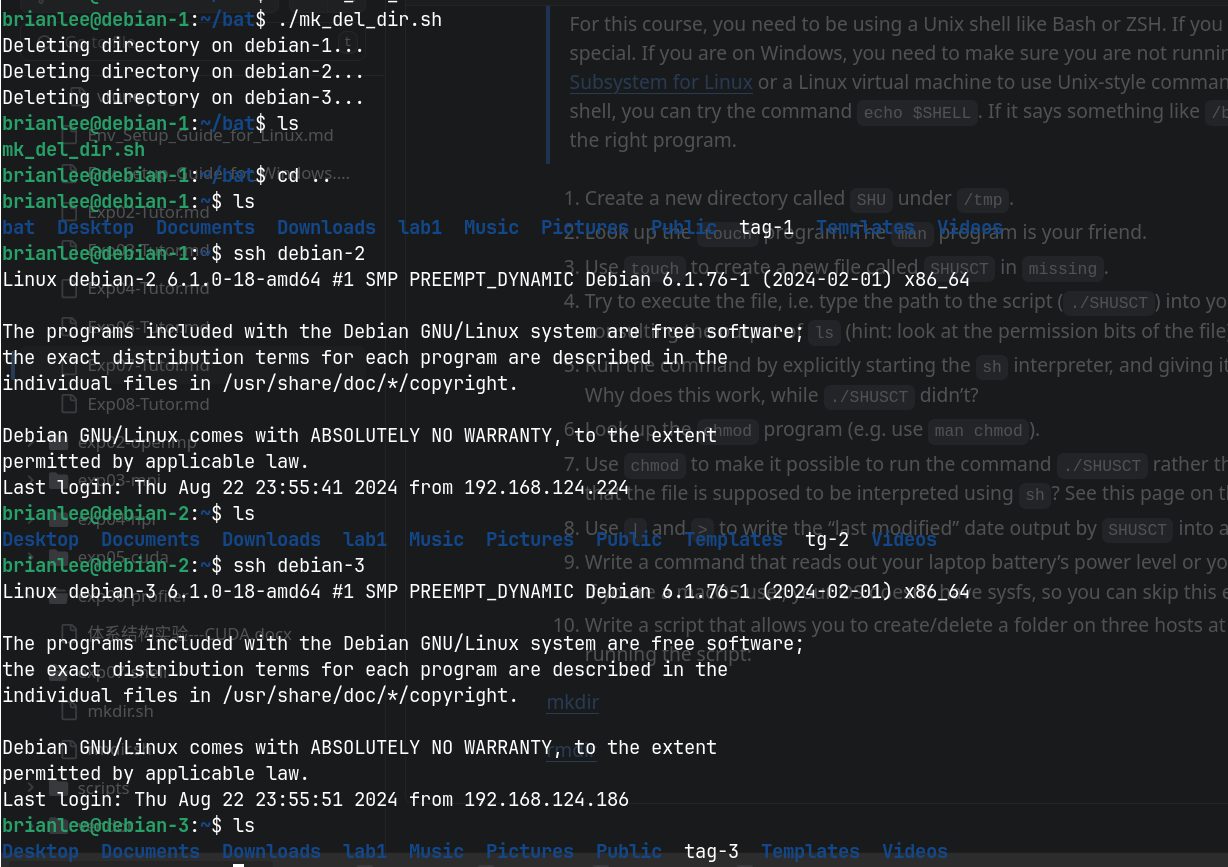 brianlee@debian-1:~/bat$ ./mk_del_dir.sh
Deleting directory on debian-1...
Deleting directory on debian-2...
Deleting directory on debian-3...
brianlee@debian-1:~/bat$ ls
mk_del_dir.sh
brianlee@debian-1:~/bat$ cd ..
brianlee@debian-1:~$ ls
bat Desktop Documents Downloads lab1 Music Pictures Public tag-1 Templates Videos
brianlee@debian-1:~$ ssh debian-2
Linux debian-2 6.1.0-18-amd64 #1 SMP PREEMPT_DYNAMIC Debian 6.1.76-1 (2024-02-01) x86_64
The programs included with the Debian GNU/Linux system are free software;
the exact distribution terms for each program are described in the
individual files in /usr/share/doc/*/copyright.
Debian GNU/Linux comes with ABSOLUTELY NO WARRANTY, to the extent
permitted by applicable law.
Last login: Thu Aug 22 23:55:41 2024 from 192.168.124.224
brianlee@debian-2:~$ ls
Desktop Documents Downloads lab1 Music Pictures Public Templates tg-2 Videos
brianlee@debian-2:~$ ssh debian-3
Linux debian-3 6.1.0-18-amd64 #1 SMP PREEMPT_DYNAMIC Debian 6.1.76-1 (2024-02-01) x86_64
The programs included with the Debian GNU/Linux system are free software;
the exact distribution terms for each program are described in the
individual files in /usr/share/doc/*/copyright.
Debian GNU/Linux comes with ABSOLUTELY NO WARRANTY, to the extent
permitted by applicable law.
Last login: Thu Aug 22 23:55:51 2024 from 192.168.124.186
brianlee@debian-3:~$ ls
Desktop Documents Downloads lab1 Music Pictures Public tag-3 Templates Videos
Env_Setup_Guide_for_Linux.md
Exp02-Tutor.md
Exp04-Tutor.md
Exp07-Tutor.md
Exp08-Tutor.md
exp05-cuda
体系结构实验---CUDA.docx
mkdir.sh
scripts
For this course, you need to be using a Unix shell like Bash or ZSH. If you
special. If you are on Windows, you need to make sure you are not runnin
Subsystem for Linux or a Linux virtual machine to use Unix-style comman
shell, you can try the command echo $SHELL. If it says something like /b
the right program.
1. Create a new directory called SHU under /tmp.
2. Look up the touch program. The man program is your friend.
3. Use touch to create a new file called SHUSCT in missing.
4. Try to execute the file, i.e. type the path to the script (./SHUSCT) into yo
ls (hint: look at the permission bits of the file
5. Run the command by explicitly starting the sh interpreter, and giving it
Why does this work, while ./SHUSCT didn't?
6. Look up the chmod program (e.g. use man chmod).
7. Use chmod to make it possible to run the command ./SHUSCT rather th
that the file is supposed to be interpreted using sh? See this page on t
8. Use | and > to write the “last modified” date output by SHUSCT into a
9. Write a command that reads out your laptop battery's power level or yo
have sysfs, so you can skip this e
10. Write a script that allows you to create/delete a folder on three hosts at
running the script.
mkdir
rmdir